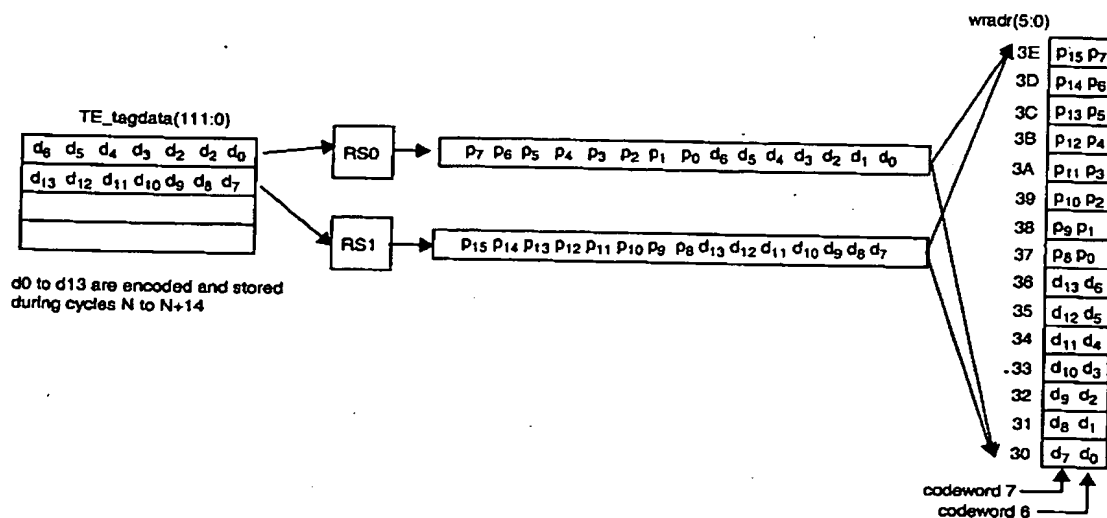 wradr(5:0)
TE_tagdata(111:0)
d6 d5 d4 d3 d2 d2 d0
d13 d12 d11 d10 d9 d8 d7
d0 to d13 are encoded and stored
during cycles N to N+14
RS0
RS1
p7 p6 p5 p4 p3 p2 p1 p0 d6 d5 d4 d3 d2 d1 d0
p15 p14 p13 p12 p11 p10 p9 p8 d13 d12 d11 d10 d9 d8 d7
3E p15 p7
3D p14 p6
3C p13 p5
3B p12 p4
3A p11 p3
39 p10 p2
38 p9 p1
37 p8 p0
36 d13 d6
35 d12 d5
34 d11 d4
33 d10 d3
32 d9 d2
31 d8 d1
30 d7 d0
codeword 7
codeword 6